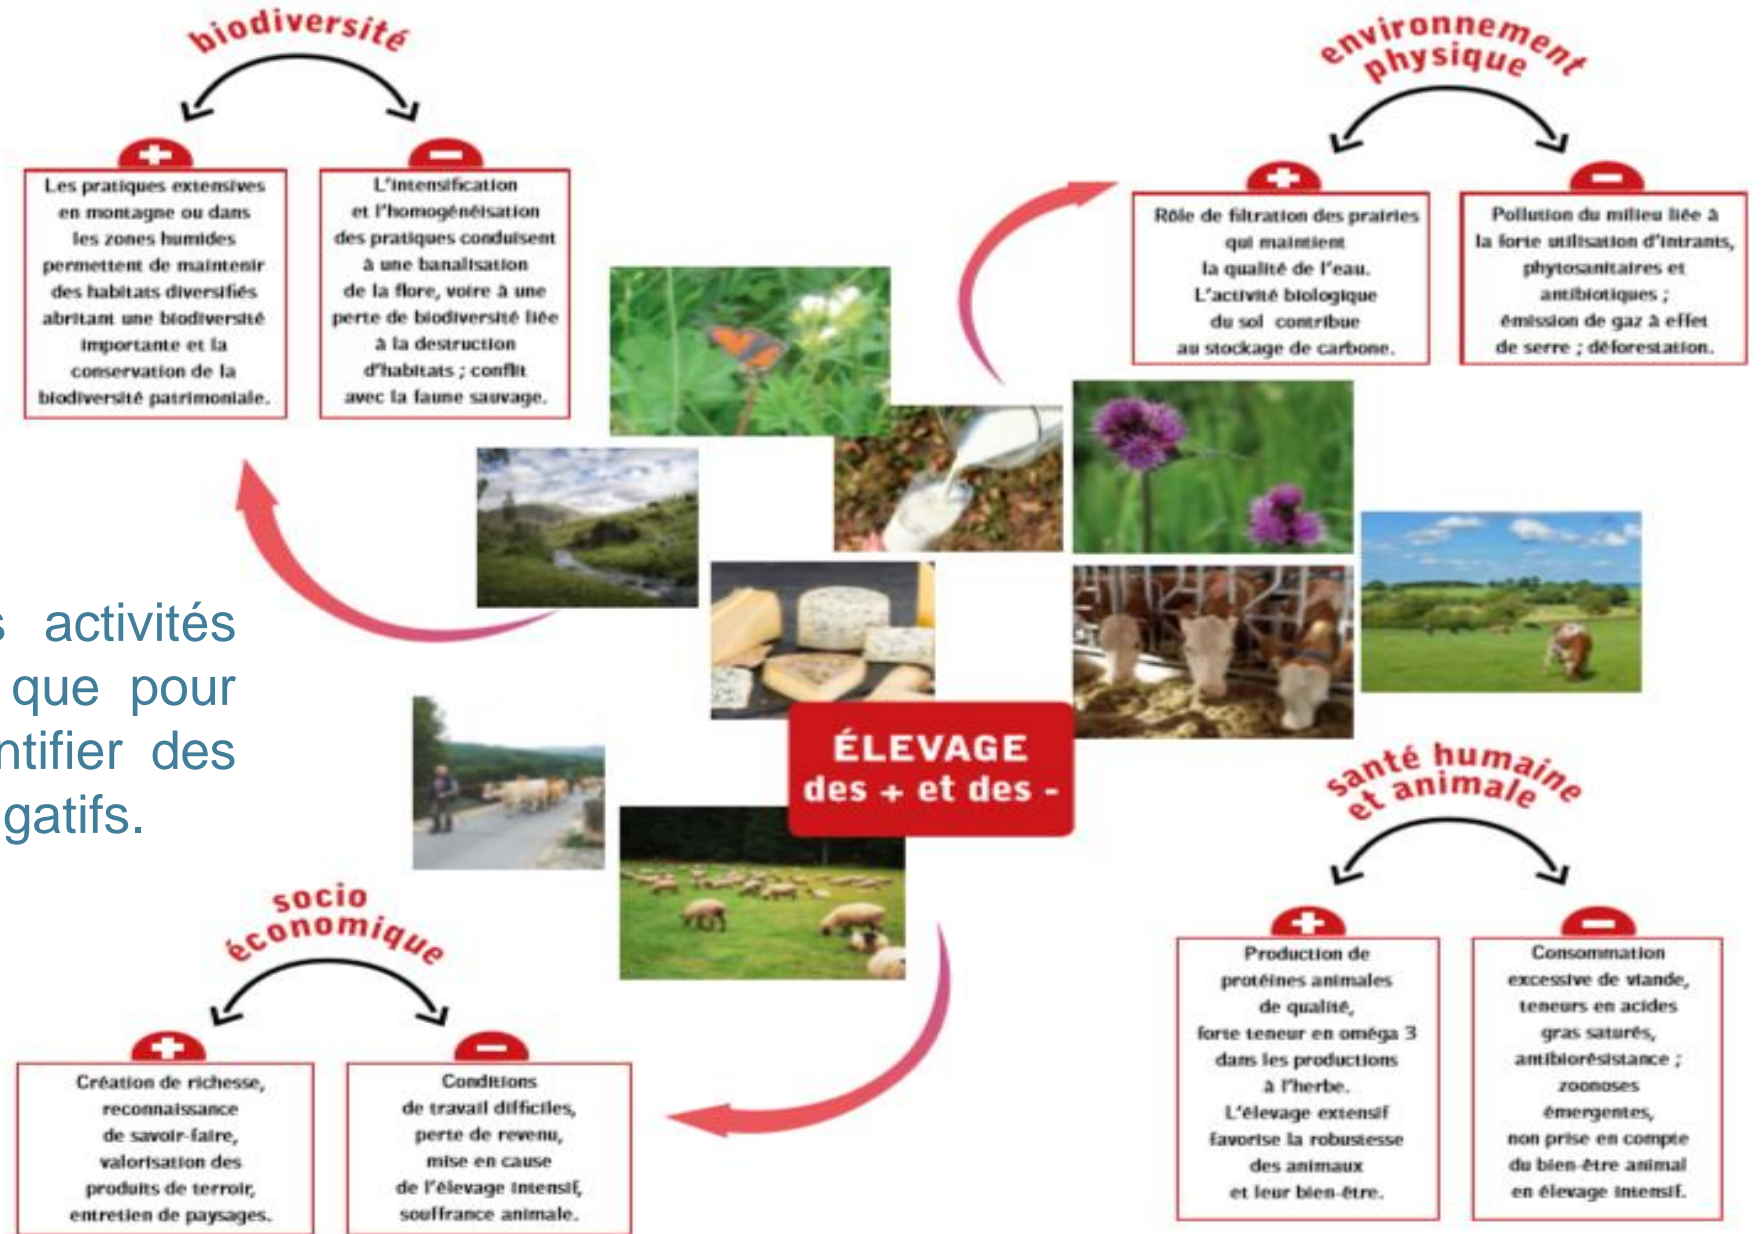 biodiversité
+
Les pratiques extensives
en montagne ou dans
les zones humides
permettent de maintenir
des habitats diversifiés
abritant une biodiversité
importante et la
conservation de la
biodiversité patrimoniale.
-
L'intensification
et l'homogénéisation
des pratiques conduisent
à une banalisation
de la flore, voire à une
perte de biodiversité liée
à la destruction
d'habitats ; conflit
avec la faune sauvage.
environnement
physique
+
Rôle de filtration des prairies
qui maintient
la qualité de l'eau.
L'activité biologique
du sol contribue
au stockage de carbone.
-
Pollution du milieu liée à
la forte utilisation d'intrants,
phytosanitaires et
antibiotiques ;
émission de gaz à effet
de serre ; déforestation.
s activités
que pour
ntifier des
gatifs.
ÉLEVAGE
des + et des -
socio
économique
+
Création de richesse,
reconnaissance
de savoir-faire,
valorisation des
produits de terroir,
entretien de paysages.
-
Conditions
de travail difficiles,
perte de revenu,
mise en cause
de l'élevage intensif,
souffrance animale.
santé humaine
et animale
+
Production de
protéines animales
de qualité,
forte teneur en oméga 3
dans les productions
à l'herbe.
L'élevage extensif
favorise la robustesse
des animaux
et leur bien-être.
-
Consommation
excessive de viande,
teneurs en acides
gras saturés,
antibiorésistance ;
zoonoses
émergentes,
non prise en compte
du bien-être animal
en élevage intensif.